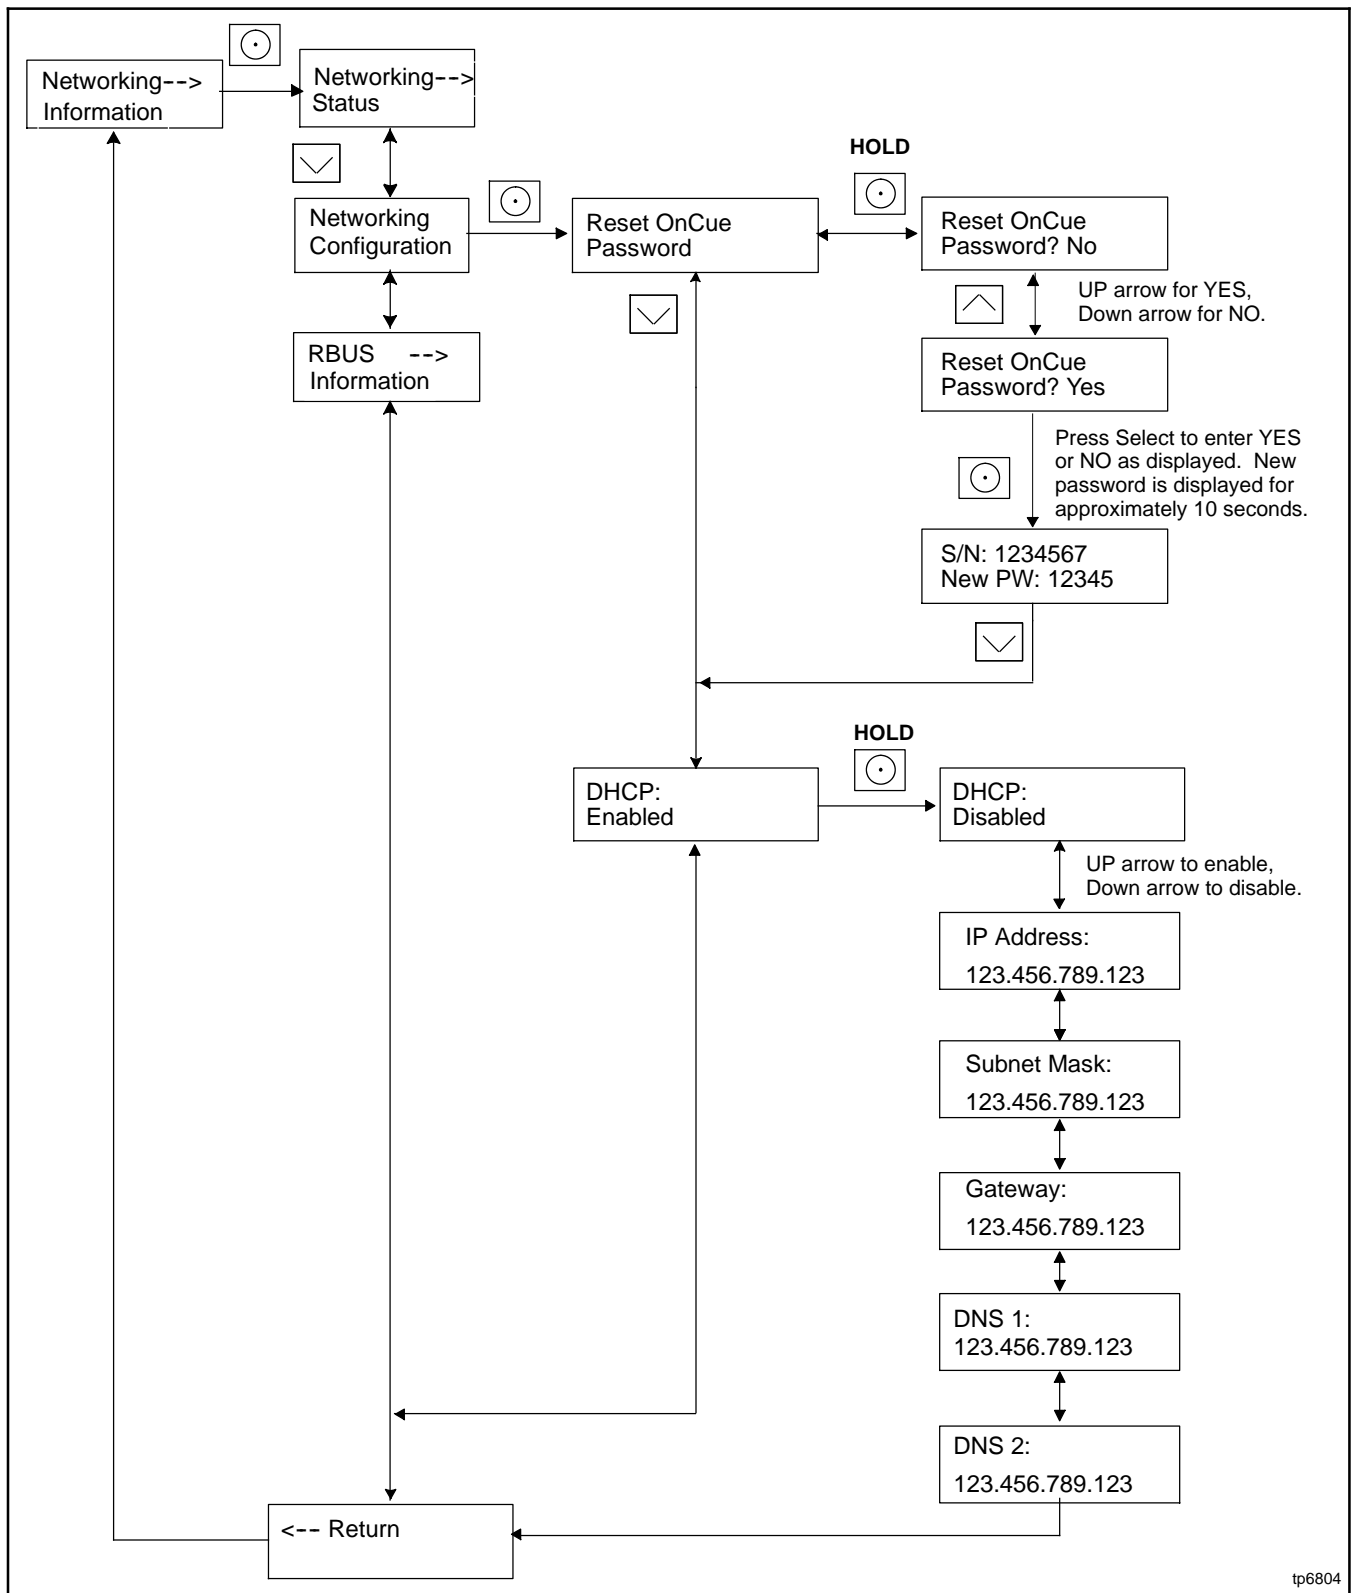 Networking-->
Information
Networking-->
Status
Networking
Configuration
RBUS -->
Information
Reset OnCue
Password
HOLD
Reset OnCue
Password? No
UP arrow for YES,
Down arrow for NO.
Reset OnCue
Password? Yes
Press Select to enter YES
or NO as displayed. New
password is displayed for
approximately 10 seconds.
S/N: 1234567
New PW: 12345
DHCP:
Enabled
HOLD
DHCP:
Disabled
UP arrow to enable,
Down arrow to disable.
IP Address:
123.456.789.123
Subnet Mask:
123.456.789.123
Gateway:
123.456.789.123
DNS 1:
123.456.789.123
DNS 2:
123.456.789.123
<-- Return
tp6804